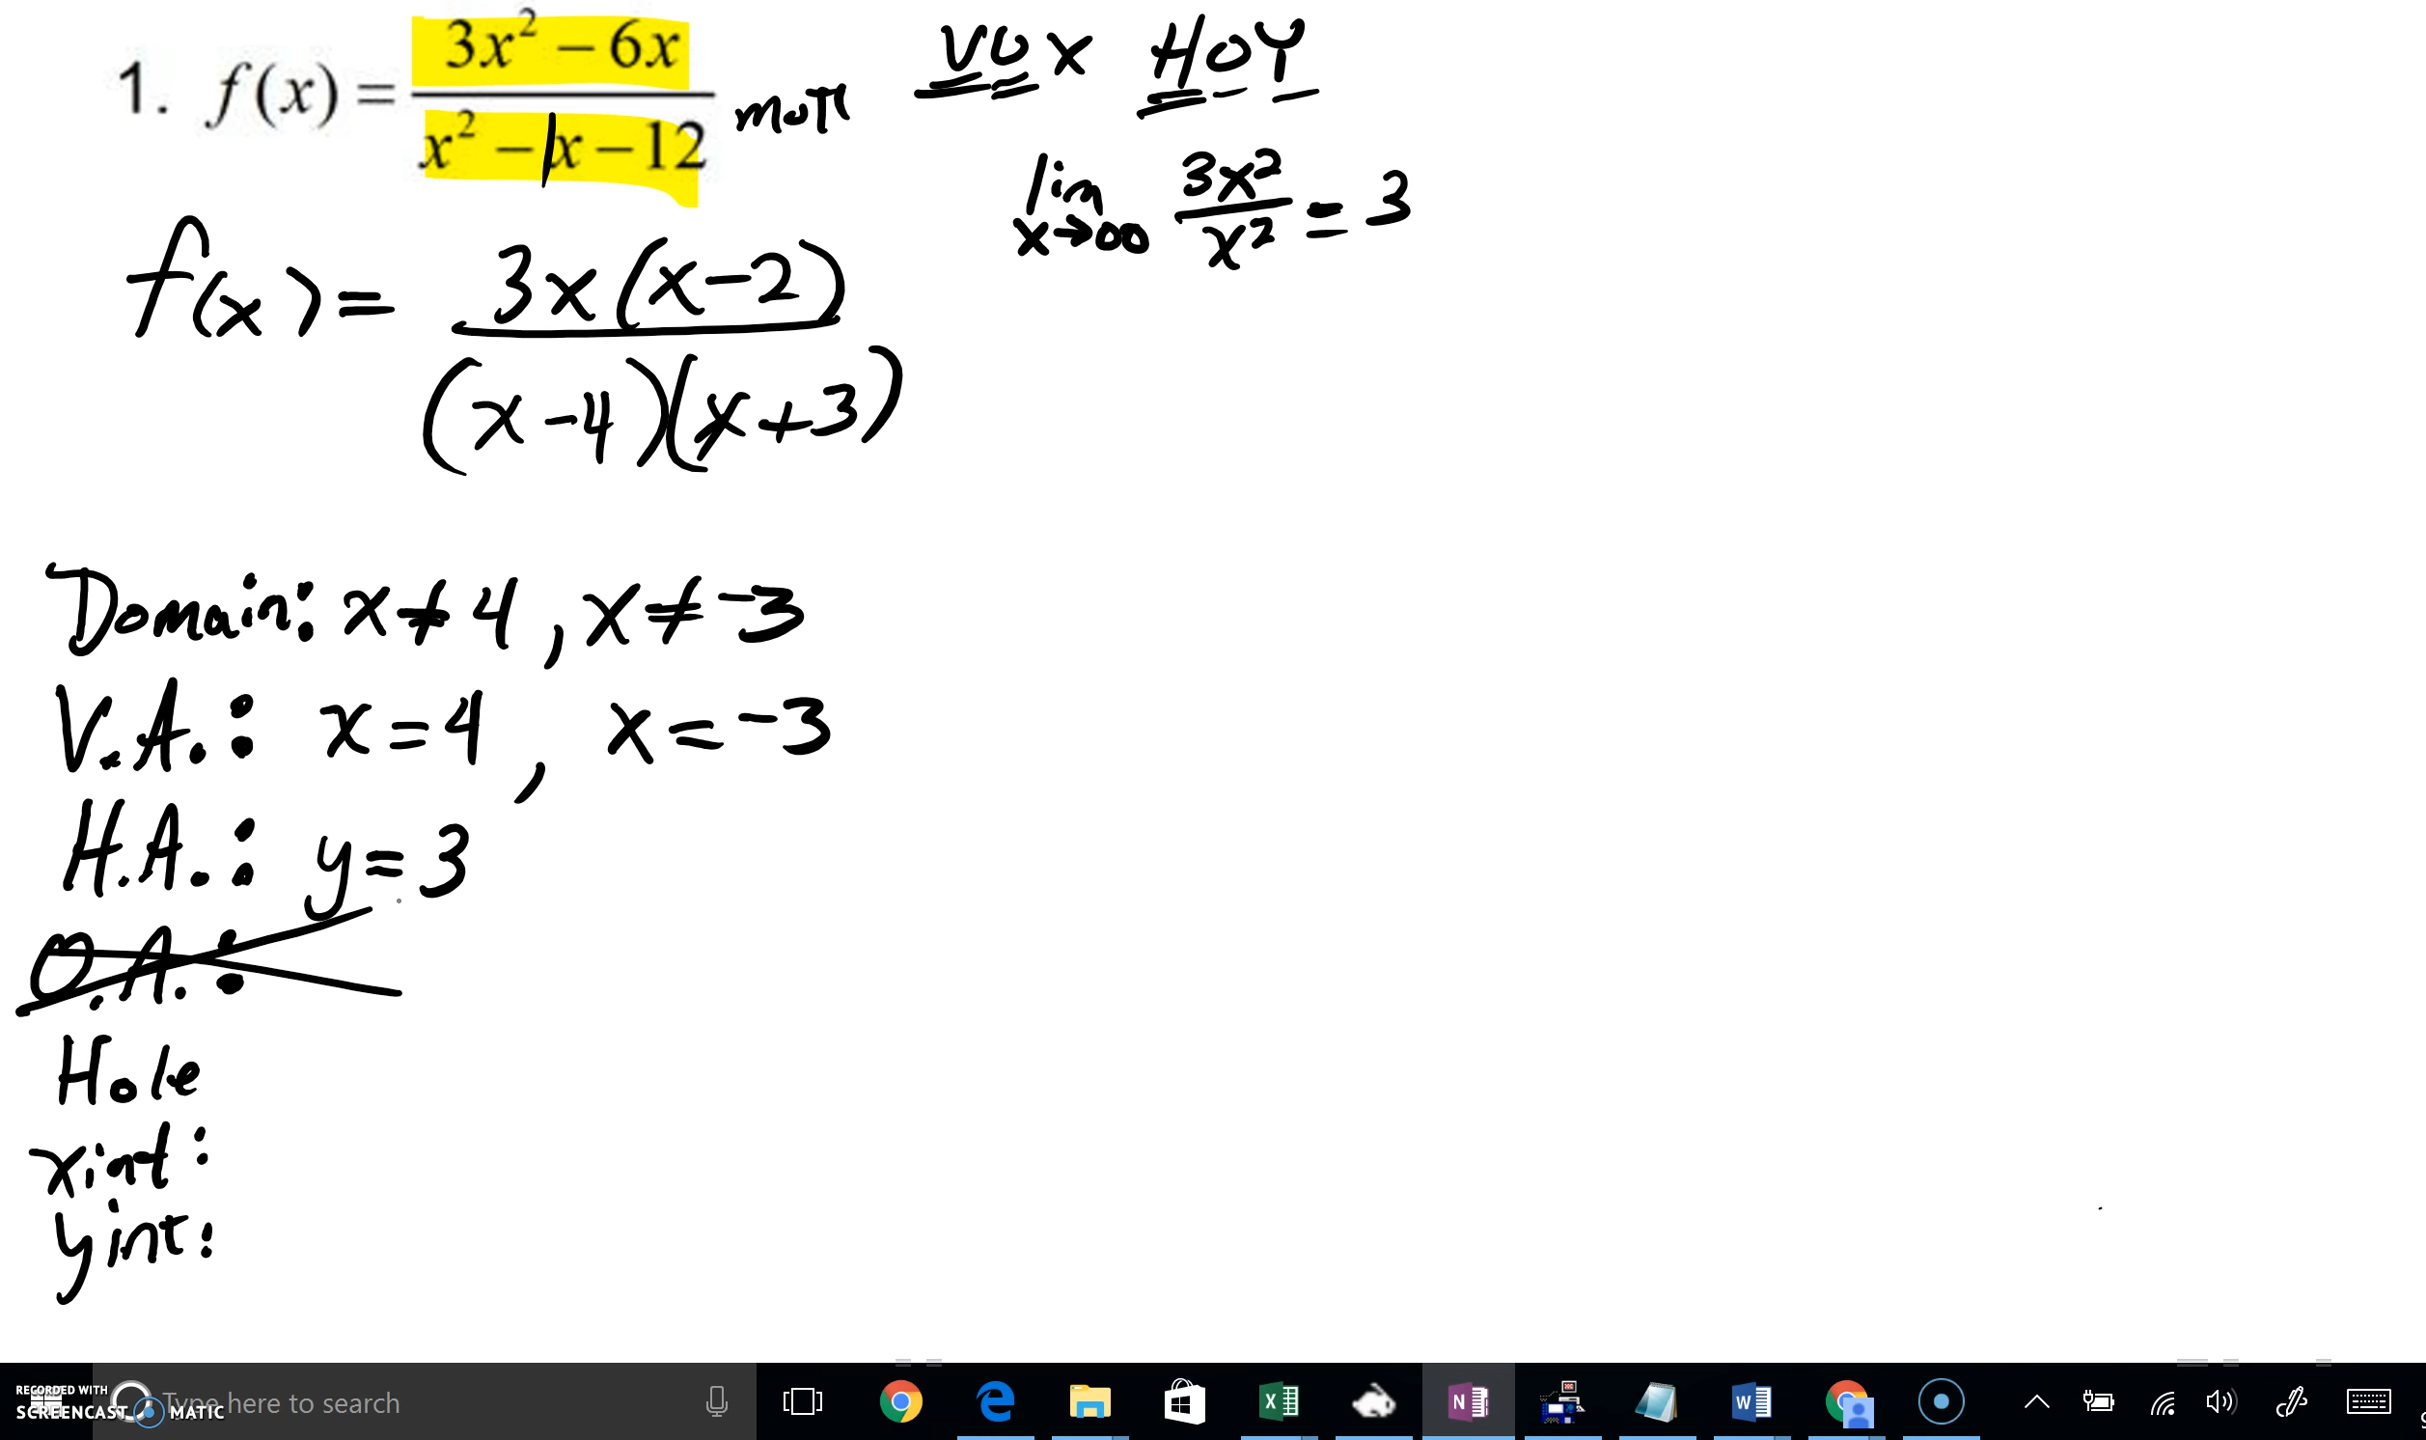 1. f(x) = (3x² − 6x) / (x² − 1x − 12) mult
VUX HOY
lim x→∞ 3x²/x² = 3
f(x) = 3x(x−2) / (x−4)(x+3)
Domain: x ≠ 4, x ≠ −3
V.A.: x = 4, x = −3
H.A.: y = 3
O.A.:
Hole
xint:
yint:
RECORDED WITH
SCREENCAST MATIC
Type here to search